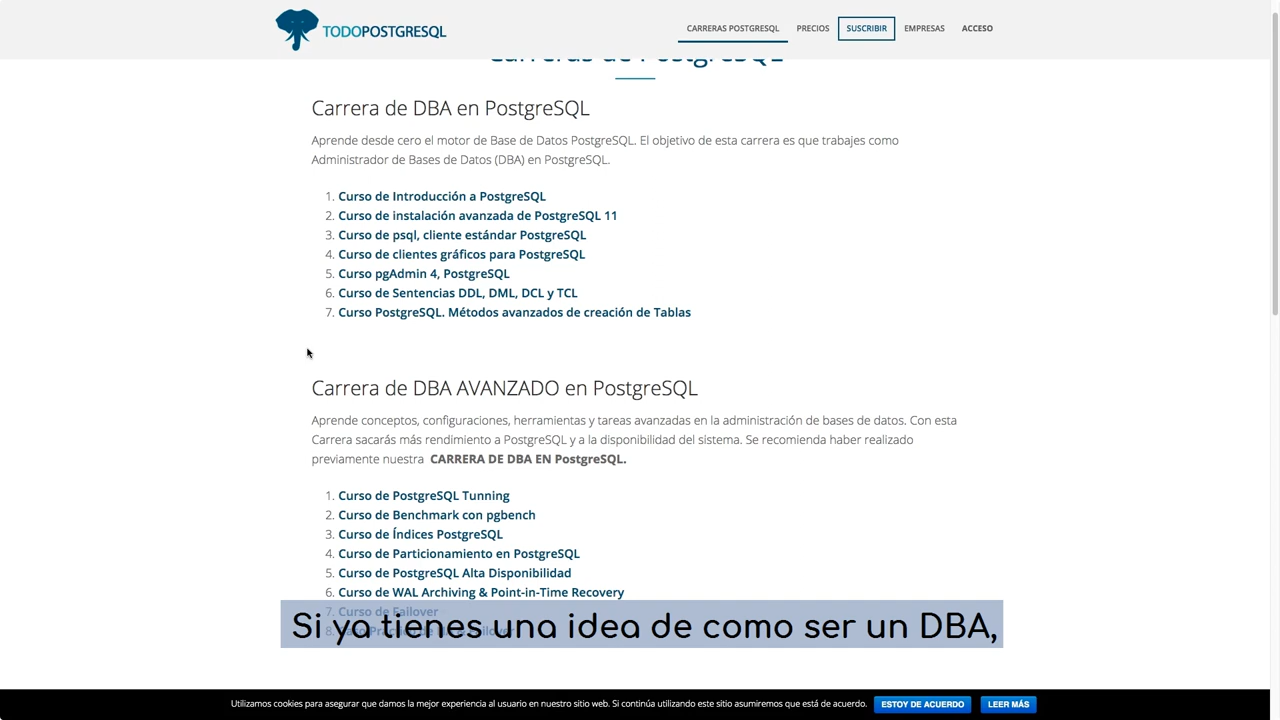 TODOPOSTGRESQL
CARRERAS POSTGRESQL PRECIOS SUSCRIBIR EMPRESAS ACCESO
Carreras de PostgreSQL
Carrera de DBA en PostgreSQL
Aprende desde cero el motor de Base de Datos PostgreSQL. El objetivo de esta carrera es que trabajes como
Administrador de Bases de Datos (DBA) en PostgreSQL.
1. Curso de Introducción a PostgreSQL
2. Curso de instalación avanzada de PostgreSQL 11
3. Curso de psql, cliente estándar PostgreSQL
4. Curso de clientes gráficos para PostgreSQL
5. Curso pgAdmin 4, PostgreSQL
6. Curso de Sentencias DDL, DML, DCL y TCL
7. Curso PostgreSQL. Métodos avanzados de creación de Tablas
Carrera de DBA AVANZADO en PostgreSQL
Aprende conceptos, configuraciones, herramientas y tareas avanzadas en la administración de bases de datos. Con esta
Carrera sacarás más rendimiento a PostgreSQL y a la disponibilidad del sistema. Se recomienda haber realizado
previamente nuestra CARRERA DE DBA EN PostgreSQL.
1. Curso de PostgreSQL Tunning
2. Curso de Benchmark con pgbench
3. Curso de Índices PostgreSQL
4. Curso de Particionamiento en PostgreSQL
5. Curso de PostgreSQL Alta Disponibilidad
6. Curso de WAL Archiving & Point-in-Time Recovery
7. Curso de Failover
8.
Si ya tienes una idea de como ser un DBA,
Utilizamos cookies para asegurar que damos la mejor experiencia al usuario en nuestro sitio web. Si continúa utilizando este sitio asumiremos que está de acuerdo. ESTOY DE ACUERDO LEER MÁS